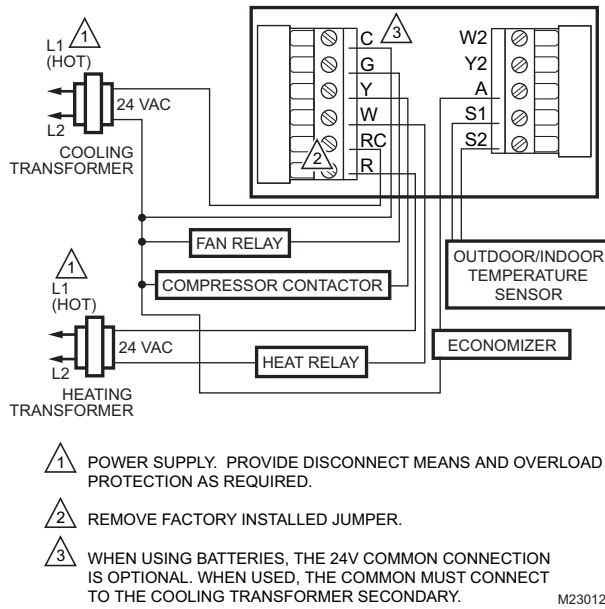 1
L1
(HOT)
24 VAC
L2
COOLING
TRANSFORMER
C
3
G
Y
W
RC
2
R
W2
Y2
A
S1
S2
FAN RELAY
COMPRESSOR CONTACTOR
OUTDOOR/INDOOR
TEMPERATURE
SENSOR
1
L1
(HOT)
24 VAC
L2
HEATING
TRANSFORMER
HEAT RELAY
ECONOMIZER
1 POWER SUPPLY. PROVIDE DISCONNECT MEANS AND OVERLOAD
PROTECTION AS REQUIRED.
2 REMOVE FACTORY INSTALLED JUMPER.
3 WHEN USING BATTERIES, THE 24V COMMON CONNECTION
IS OPTIONAL. WHEN USED, THE COMMON MUST CONNECT
TO THE COOLING TRANSFORMER SECONDARY.
M23012